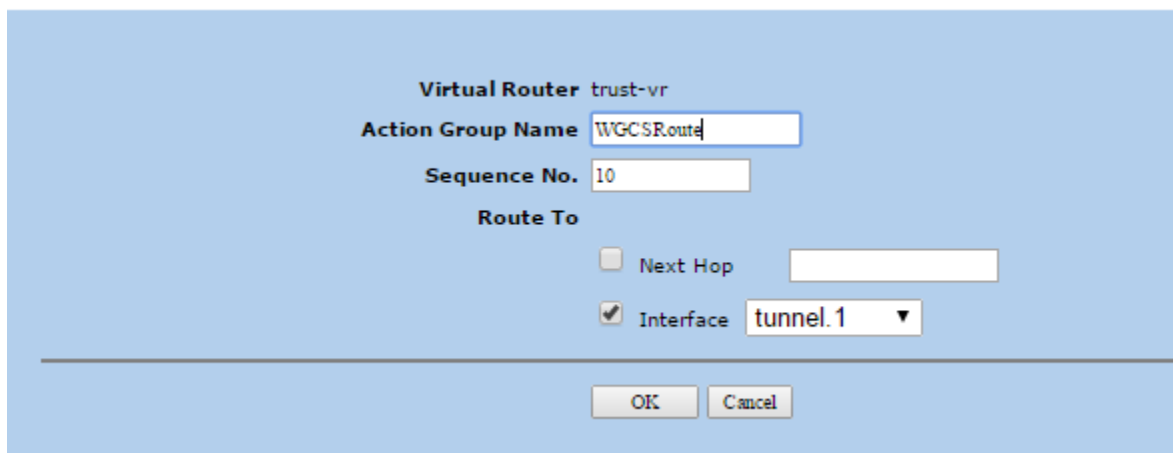 Virtual Router trust-vr
Action Group Name WGCSRoute
Sequence No. 10
Route To
Next Hop
Interface tunnel.1
OK Cancel